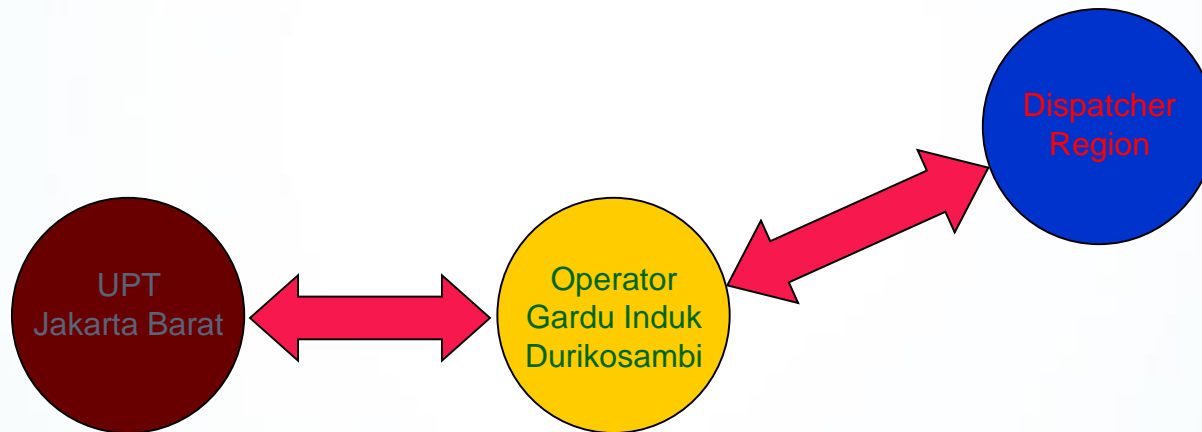 UPT
Jakarta Barat
Operator
Gardu Induk
Durikosambi
Dispatcher
Region